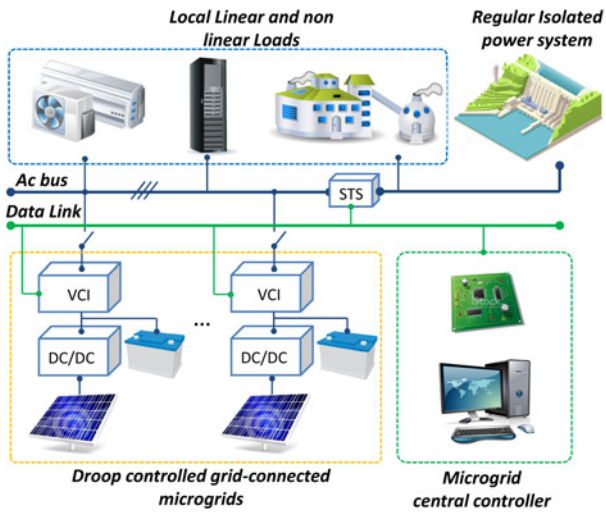 Local Linear and non
linear Loads
Regular Isolated
power system
Ac bus
STS
Data Link
VCI
VCI
...
DC/DC
DC/DC
iStock
Droop controlled grid-connected
microgrids
Microgrid
central controller